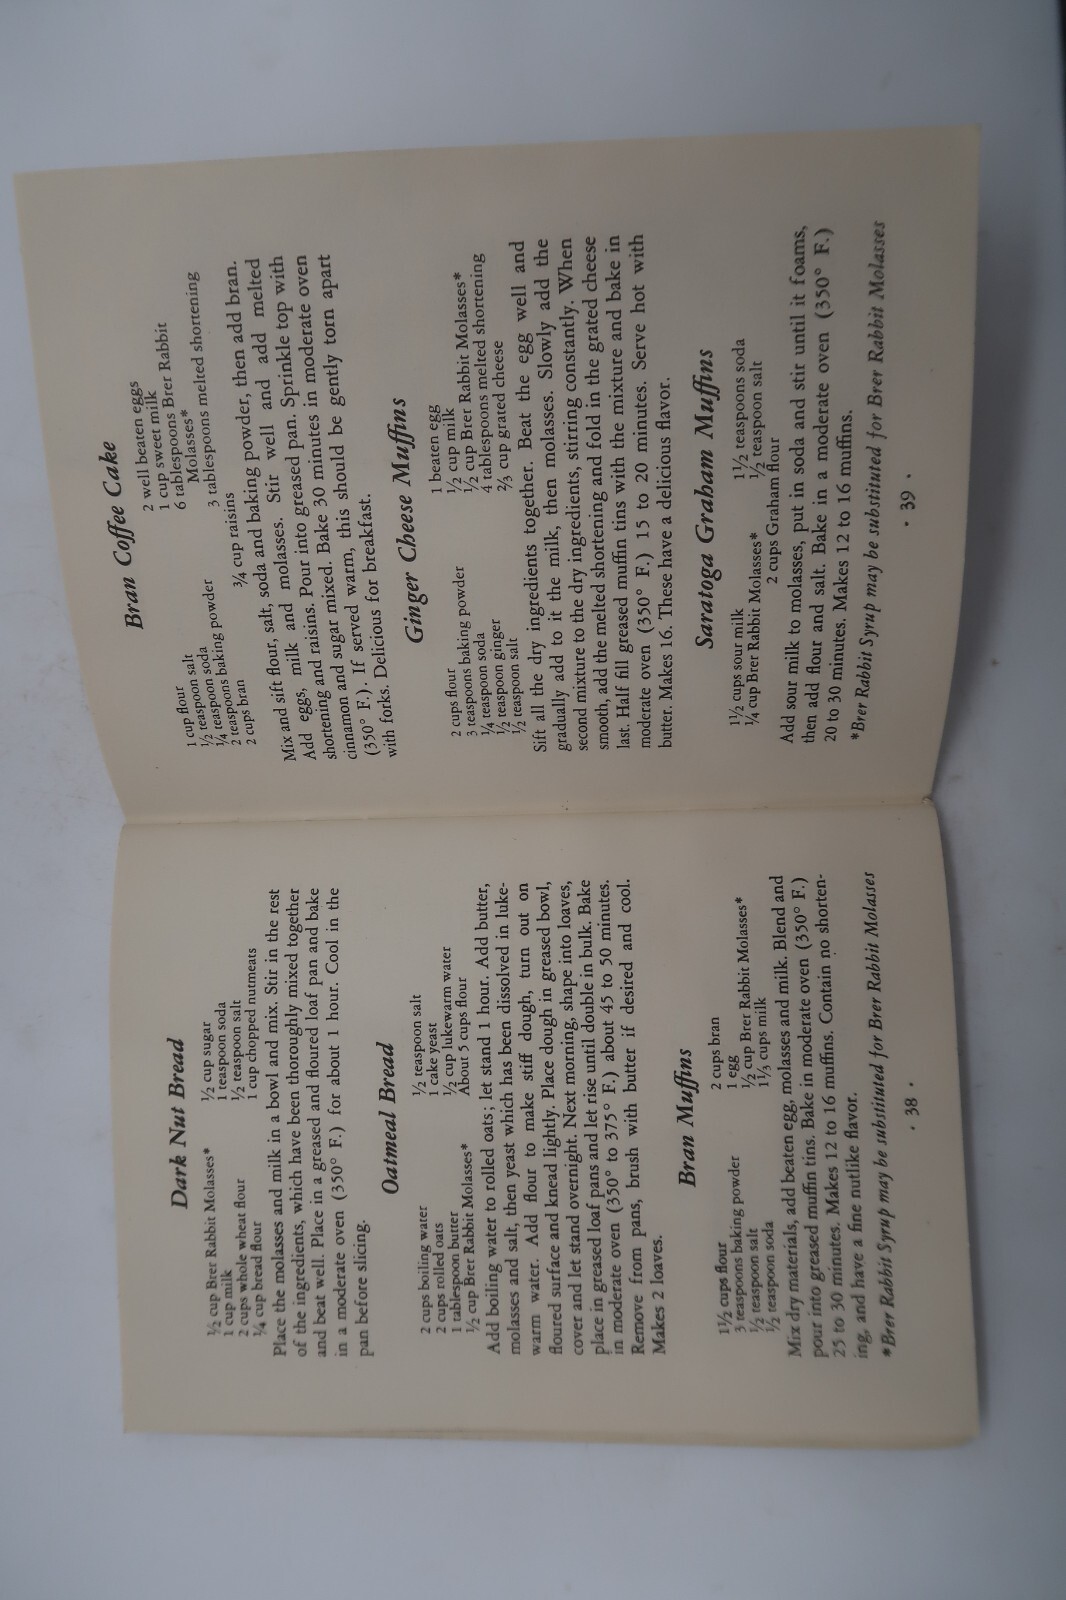 Dark Nut Bread
½ cup Brer Rabbit Molasses*
1 cup milk
2 cups whole wheat flour
¼ cup bread flour
½ cup sugar
1 teaspoon soda
½ teaspoon salt
1 cup chopped nutmeats
Place the molasses and milk in a bowl and mix. Stir in the rest
of the ingredients, which have been thoroughly mixed together
and beat well. Place in a greased and floured loaf pan and bake
in a moderate oven (350° F.) for about 1 hour. Cool in the
pan before slicing.
Oatmeal Bread
2 cups boiling water
2 cups rolled oats
1 tablespoon butter
½ cup Brer Rabbit Molasses*
½ teaspoon salt
1 cake yeast
½ cup lukewarm water
About 5 cups flour
Add boiling water to rolled oats; let stand 1 hour. Add butter,
molasses and salt, then yeast which has been dissolved in luke-
warm water. Add flour to make stiff dough, turn out on
floured surface and knead lightly. Place dough in greased bowl,
cover and let stand overnight. Next morning, shape into loaves,
place in greased loaf pans and let rise until double in bulk. Bake
in moderate oven (350° to 375° F.) about 45 to 50 minutes.
Remove from pans, brush with butter if desired and cool.
Makes 2 loaves.
Bran Muffins
1½ cups flour
3 teaspoons baking powder
½ teaspoon salt
½ teaspoon soda
2 cups bran
1 egg
½ cup Brer Rabbit Molasses*
1⅓ cups milk
Mix dry materials, add beaten egg, molasses and milk. Blend and
pour into greased muffin tins. Bake in moderate oven (350° F.)
25 to 30 minutes. Makes 12 to 16 muffins. Contain no shorten-
ing, and have a fine nutlike flavor.
*Brer Rabbit Syrup may be substituted for Brer Rabbit Molasses
· 38 ·
Bran Coffee Cake
1 cup flour
½ teaspoon salt
¼ teaspoon soda
2 teaspoons baking powder
2 cups bran
2 well beaten eggs
1 cup sweet milk
6 tablespoons Brer Rabbit
Molasses*
3 tablespoons melted shortening
¾ cup raisins
Mix and sift flour, salt, soda and baking powder, then add bran.
Add eggs, milk and molasses. Stir well and add melted
shortening and raisins. Pour into greased pan. Sprinkle top with
cinnamon and sugar mixed. Bake 30 minutes in moderate oven
(350° F.). If served warm, this should be gently torn apart
with forks. Delicious for breakfast.
Ginger Cheese Muffins
2 cups flour
3 teaspoons baking powder
¼ teaspoon soda
½ teaspoon ginger
½ teaspoon salt
1 beaten egg
½ cup milk
½ cup Brer Rabbit Molasses*
4 tablespoons melted shortening
⅔ cup grated cheese
Sift all the dry ingredients together. Beat the egg well and
gradually add to it the milk, then molasses. Slowly add the
second mixture to the dry ingredients, stirring constantly. When
smooth, add the melted shortening and fold in the grated cheese
last. Half fill greased muffin tins with the mixture and bake in
moderate oven (350° F.) 15 to 20 minutes. Serve hot with
butter. Makes 16. These have a delicious flavor.
Saratoga Graham Muffins
1½ cups sour milk
¼ cup Brer Rabbit Molasses*
1½ teaspoons soda
½ teaspoon salt
2 cups Graham flour
Add sour milk to molasses, put in soda and stir until it foams,
then add flour and salt. Bake in a moderate oven (350° F.)
20 to 30 minutes. Makes 12 to 16 muffins.
*Brer Rabbit Syrup may be substituted for Brer Rabbit Molasses
· 39 ·